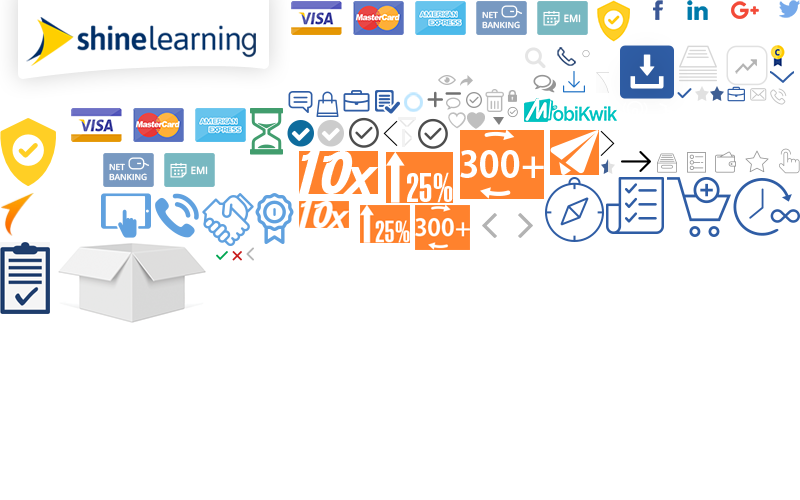 shinelearning
VISA
MasterCard
AMERICAN
EXPRESS
NET
BANKING
EMI
f
in
G+
C
MobiKwik
VISA
MasterCard
AMERICAN
EXPRESS
NET
BANKING
EMI
10x
25%
300+
10x
25%
300+
1